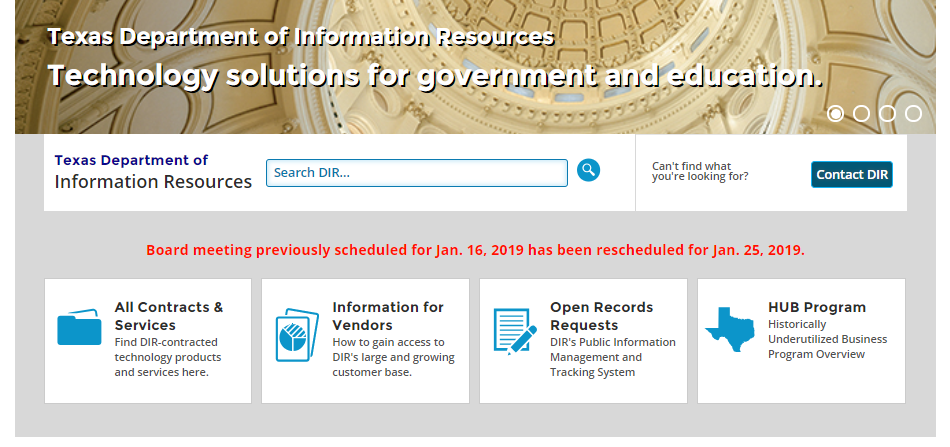 Texas Department of Information Resources
Technology solutions for government and education.
Texas Department of
Information Resources
Search DIR...
Can't find what
you're looking for?
Contact DIR
Board meeting previously scheduled for Jan. 16, 2019 has been rescheduled for Jan. 25, 2019.
All Contracts &
Services
Find DIR-contracted
technology products
and services here.
Information for
Vendors
How to gain access to
DIR's large and growing
customer base.
Open Records
Requests
DIR's Public Information
Management and
Tracking System
HUB Program
Historically
Underutilized Business
Program Overview